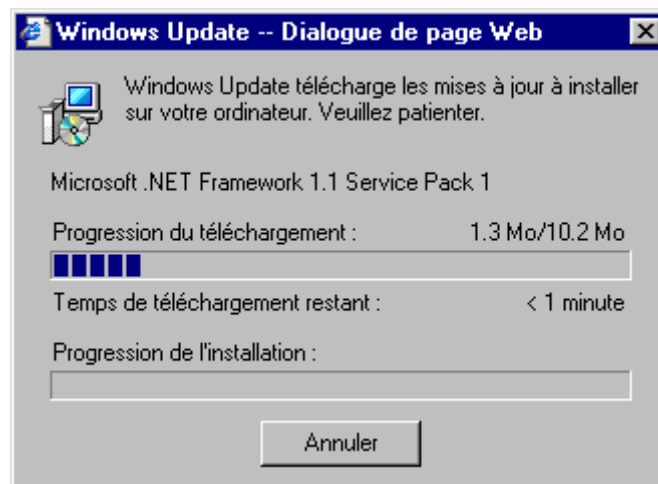 Windows Update -- Dialogue de page Web
Windows Update télécharge les mises à jour à installer
sur votre ordinateur. Veuillez patienter.
Microsoft .NET Framework 1.1 Service Pack 1
Progression du téléchargement : 1.3 Mo/10.2 Mo
Temps de téléchargement restant : < 1 minute
Progression de l'installation :
Annuler